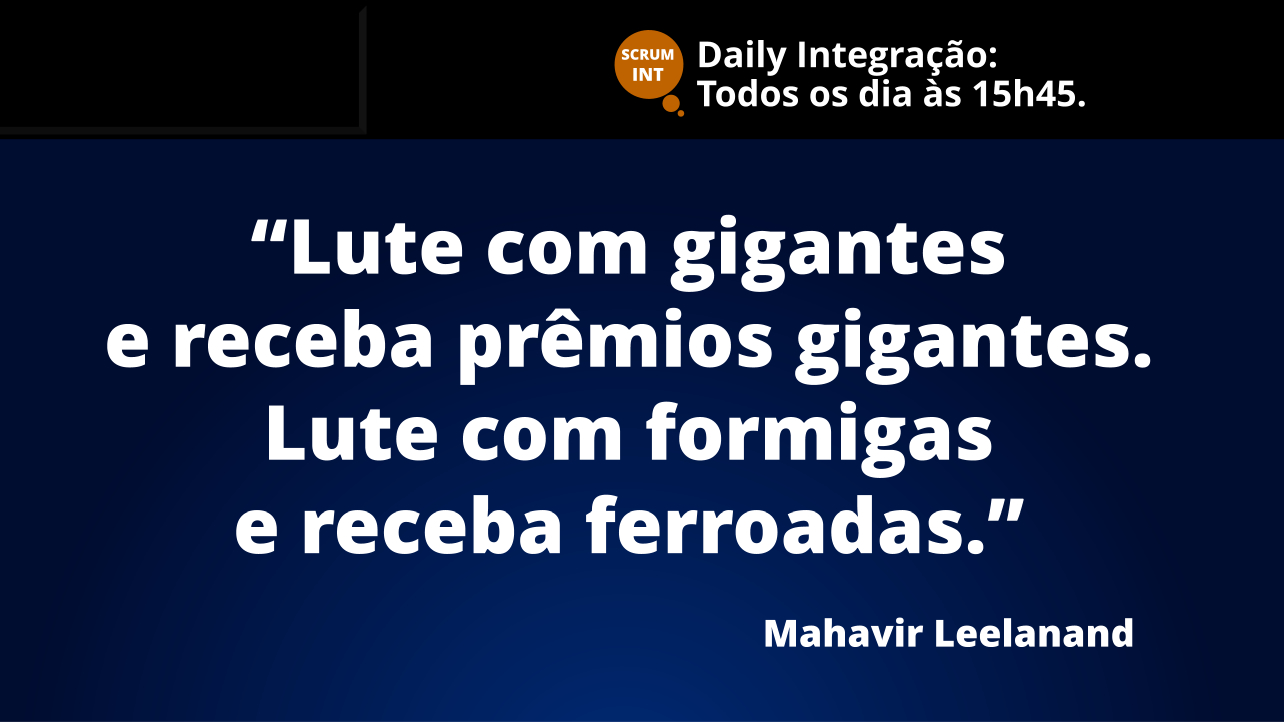 SCRUM
INT
Daily Integração:
Todos os dia às 15h45.
“Lute com gigantes
e receba prêmios gigantes.
Lute com formigas
e receba ferroadas.”
Mahavir Leelanand